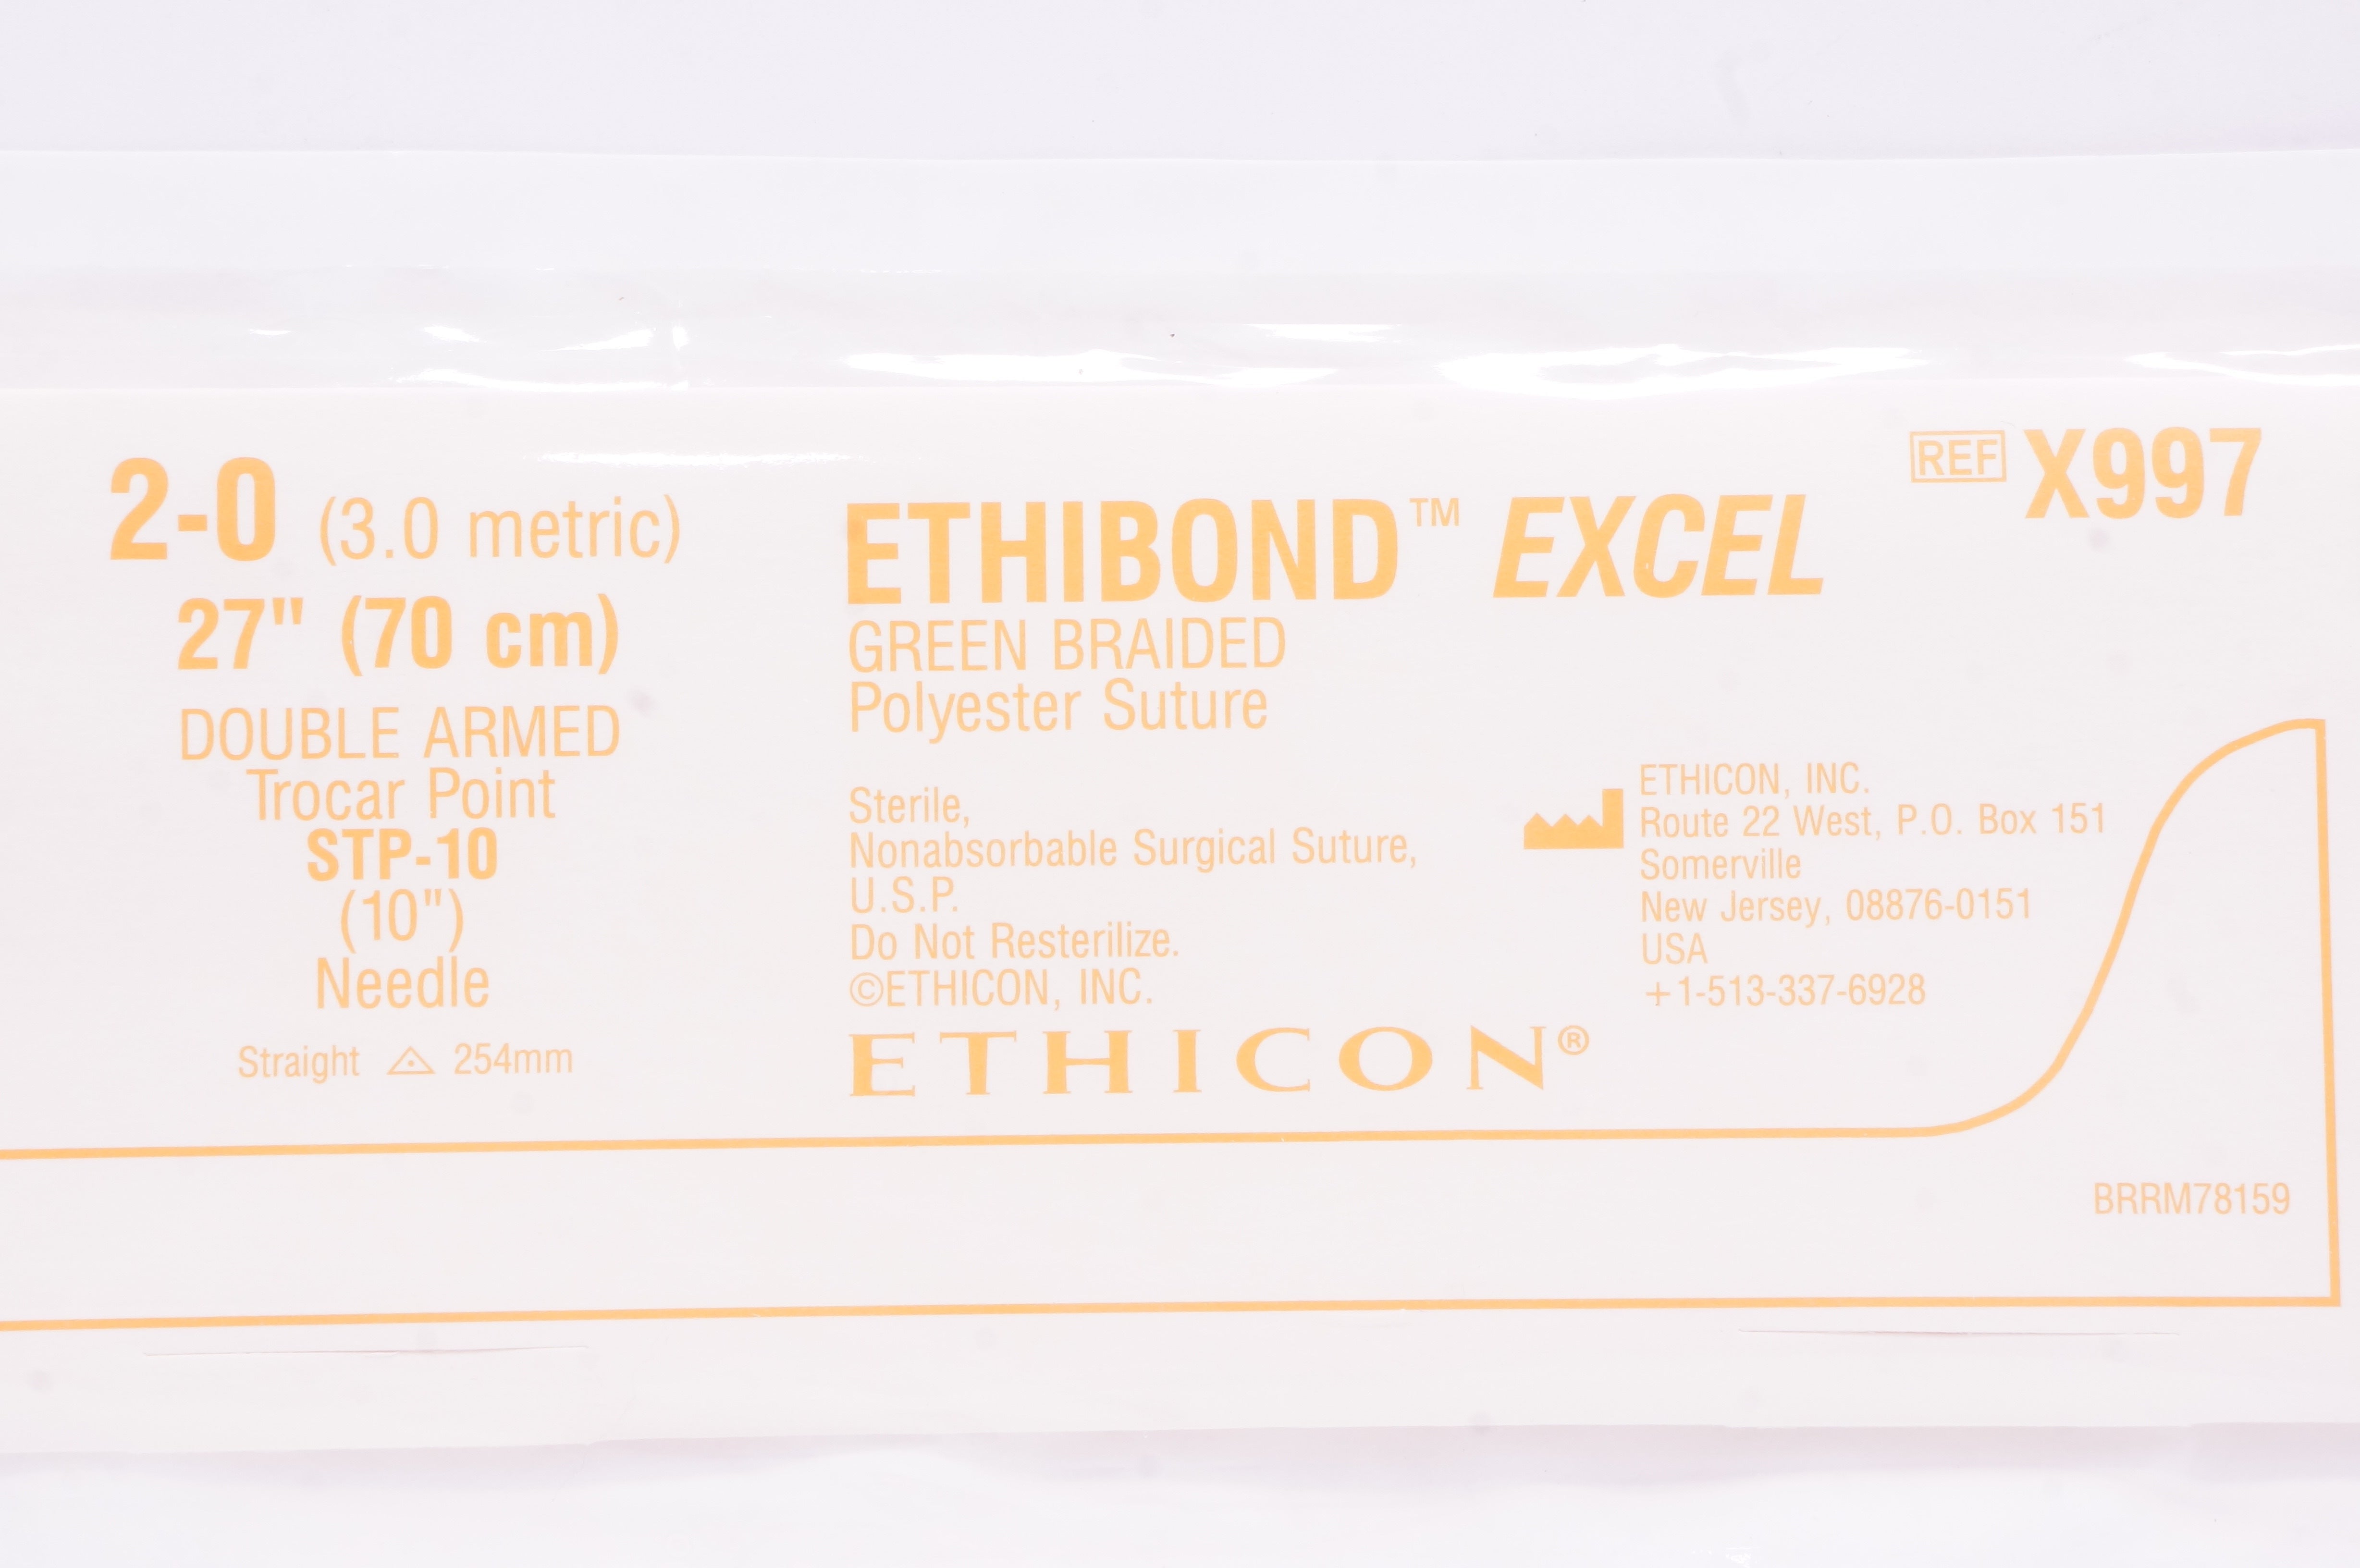 2-0 (3.0 metric)
27" (70 cm)
DOUBLE ARMED
Trocar Point
STP-10
(10")
Needle
Straight 254mm
ETHIBOND™ EXCEL
GREEN BRAIDED
Polyester Suture
Sterile,
Nonabsorbable Surgical Suture,
U.S.P.
Do Not Resterilize.
©ETHICON, INC.
ETHICON®
REF X997
ETHICON, INC.
Route 22 West, P.O. Box 151
Somerville
New Jersey, 08876-0151
USA
+1-513-337-6928
BRRM78159